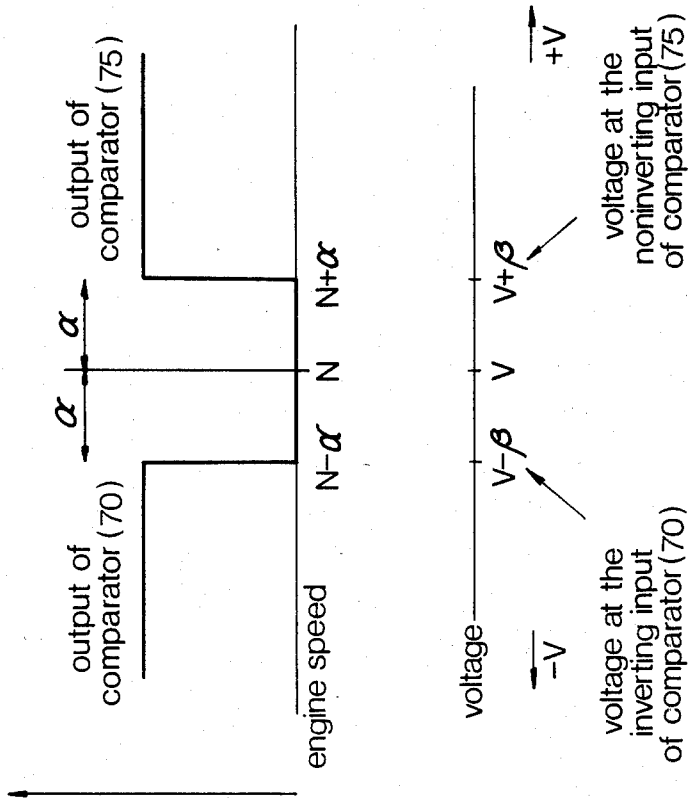 output of
comparator (70)
output of
comparator (75)
α
α
N−α
N
N+α
engine speed
V−β
V
V+β
voltage
−V
+V
voltage at the
inverting input
of comparator (70)
voltage at the
noninverting input
of comparator (75)